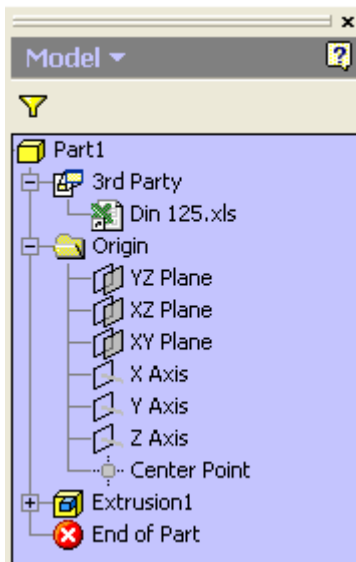 Model
Part1
3rd Party
Din 125.xls
Origin
YZ Plane
XZ Plane
XY Plane
X Axis
Y Axis
Z Axis
Center Point
Extrusion1
End of Part